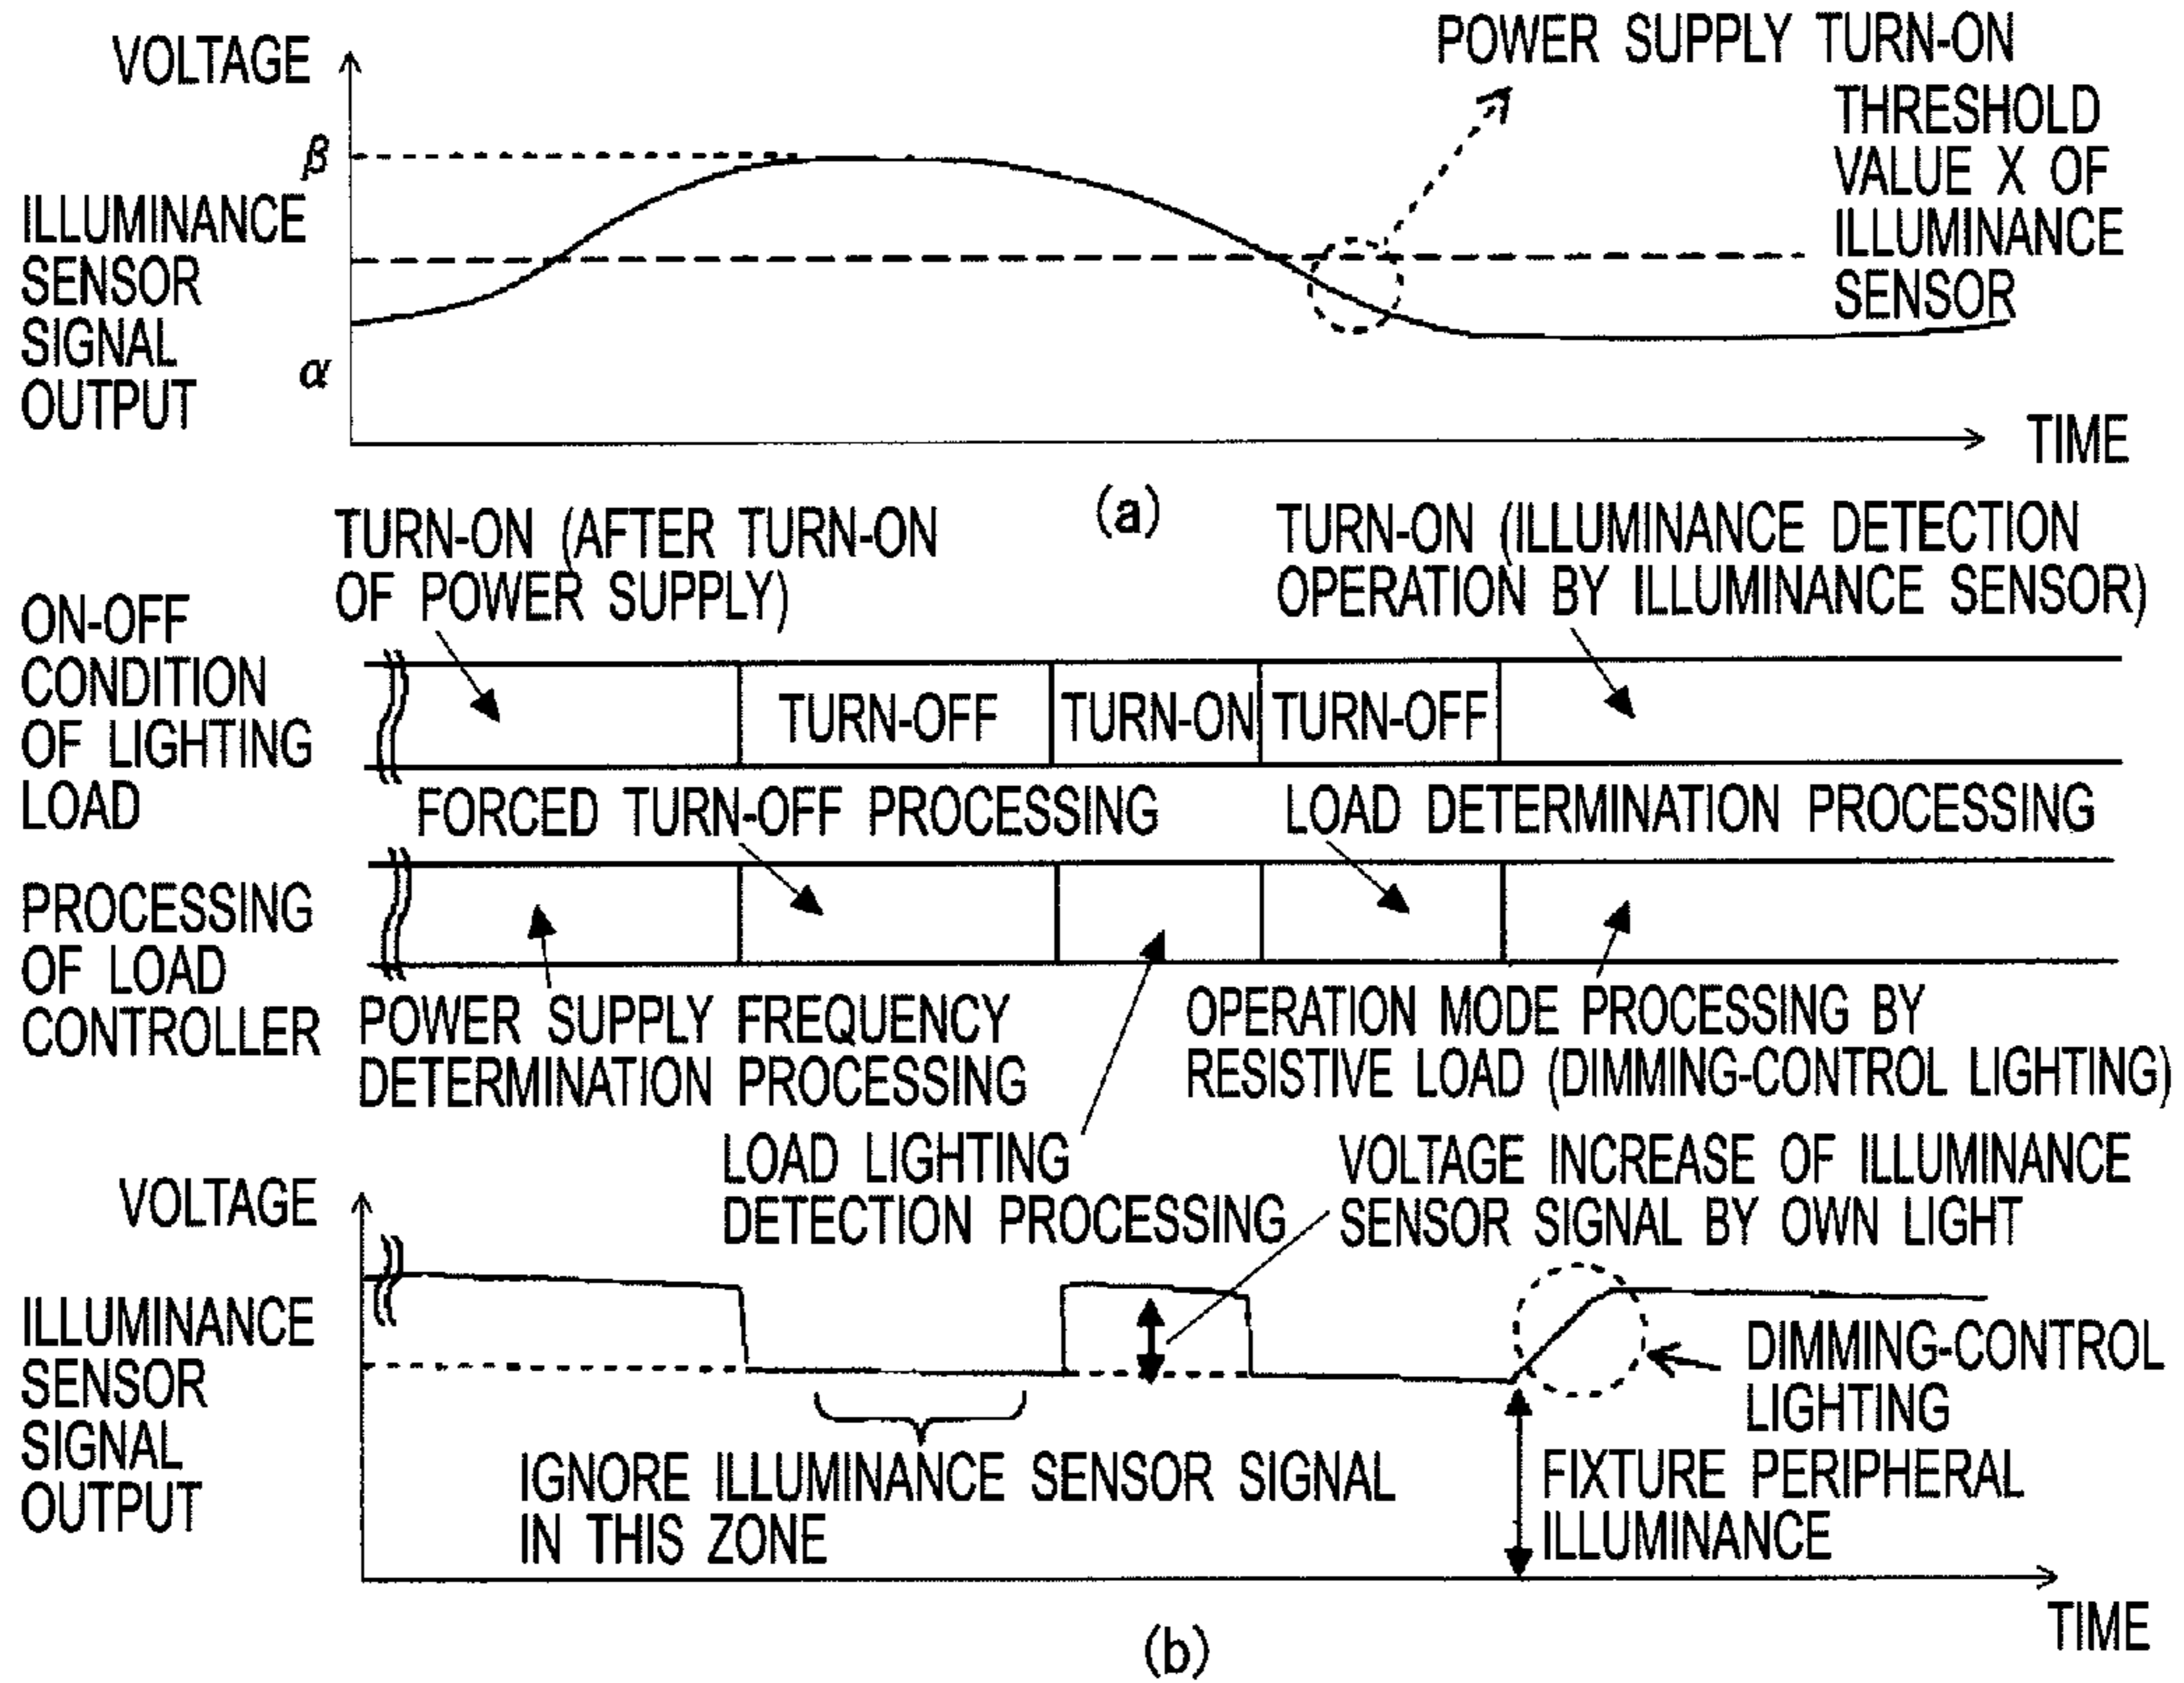 VOLTAGE
β
ILLUMINANCE
SENSOR
SIGNAL
OUTPUT
α
POWER SUPPLY TURN-ON
THRESHOLD
VALUE X OF
ILLUMINANCE
SENSOR
TIME
(a)
TURN-ON (AFTER TURN-ON
OF POWER SUPPLY)
TURN-ON (ILLUMINANCE DETECTION
OPERATION BY ILLUMINANCE SENSOR)
ON-OFF
CONDITION
OF LIGHTING
LOAD
TURN-OFF
TURN-ON
TURN-OFF
FORCED TURN-OFF PROCESSING
LOAD DETERMINATION PROCESSING
PROCESSING
OF LOAD
CONTROLLER
POWER SUPPLY FREQUENCY
DETERMINATION PROCESSING
OPERATION MODE PROCESSING BY
RESISTIVE LOAD (DIMMING-CONTROL LIGHTING)
LOAD LIGHTING
DETECTION PROCESSING
VOLTAGE INCREASE OF ILLUMINANCE
SENSOR SIGNAL BY OWN LIGHT
VOLTAGE
ILLUMINANCE
SENSOR
SIGNAL
OUTPUT
DIMMING-CONTROL
LIGHTING
IGNORE ILLUMINANCE SENSOR SIGNAL
IN THIS ZONE
FIXTURE PERIPHERAL
ILLUMINANCE
TIME
(b)